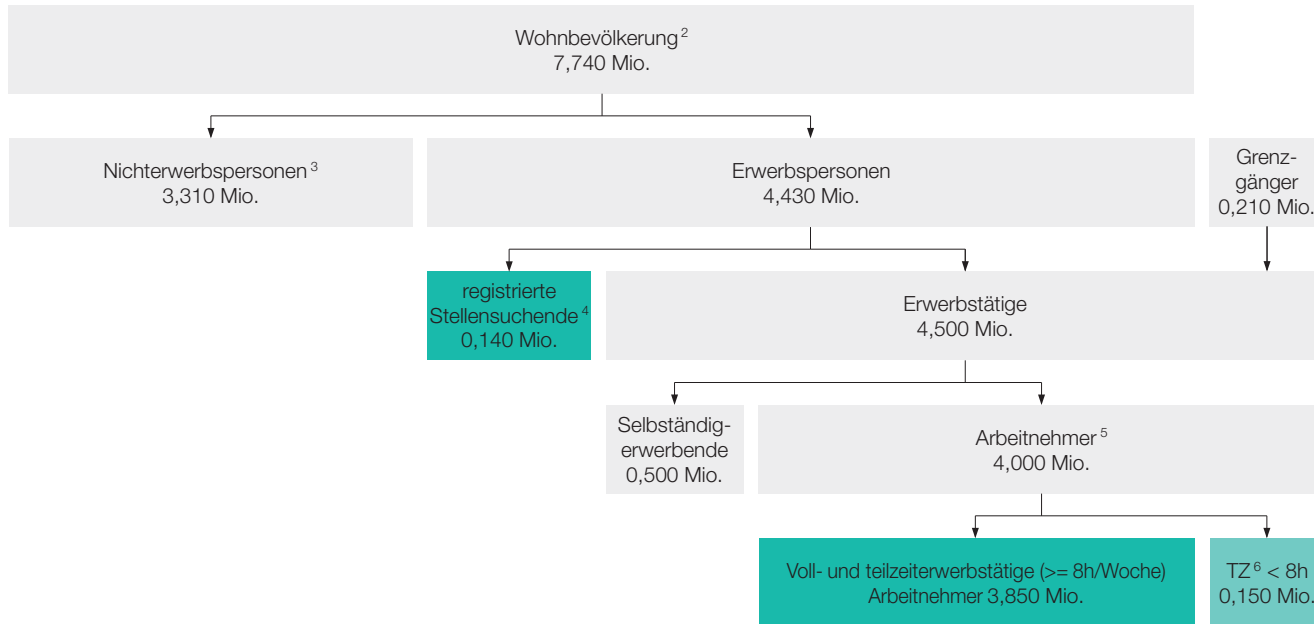 Wohnbevölkerung 2
7,740 Mio.
Nichterwerbspersonen 3
3,310 Mio.
Erwerbspersonen
4,430 Mio.
Grenz-
gänger
0,210 Mio.
registrierte
Stellensuchende 4
0,140 Mio.
Erwerbstätige
4,500 Mio.
Selbständig-
erwerbende
0,500 Mio.
Arbeitnehmer 5
4,000 Mio.
Voll- und teilzeiterwerbstätige (>= 8h/Woche)
Arbeitnehmer 3,850 Mio.
TZ 6 < 8h
0,150 Mio.